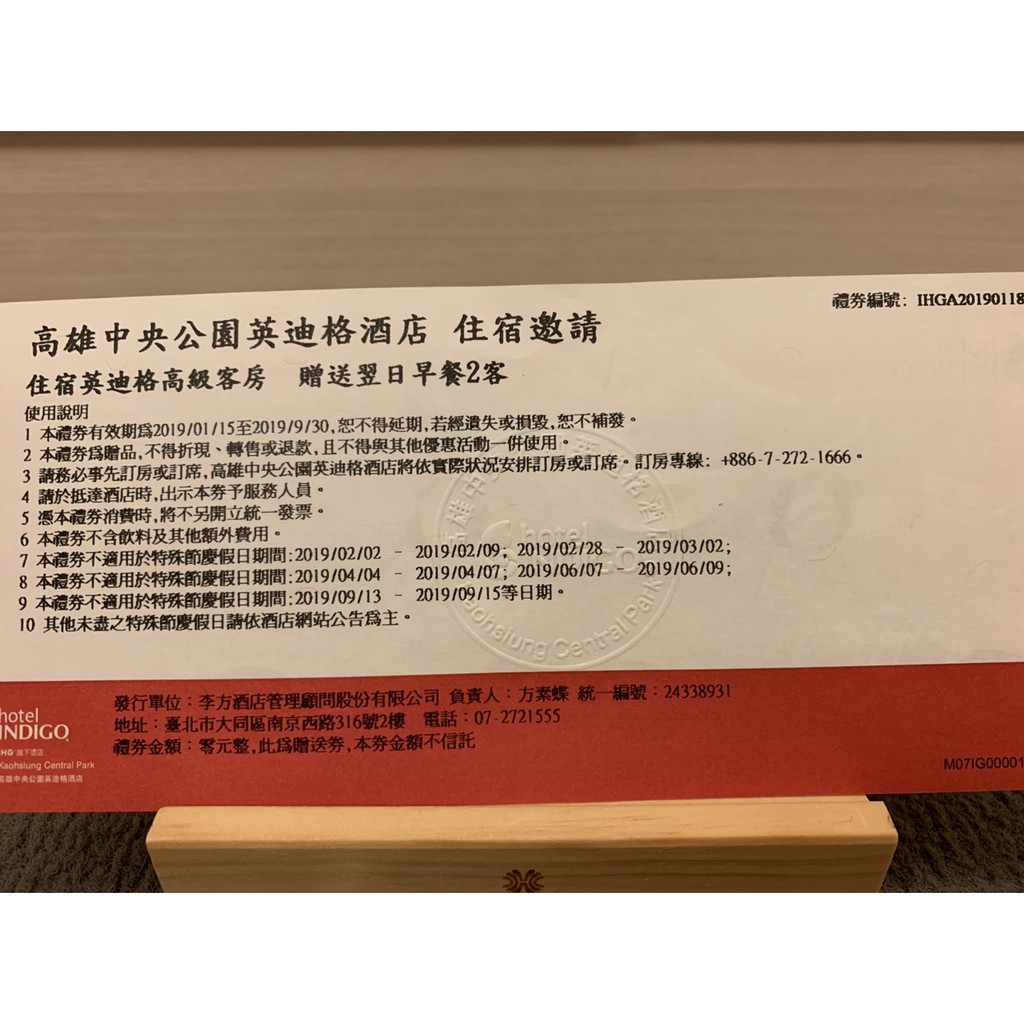 禮券編號: IHGA20190118
高雄中央公園英迪格酒店 住宿邀請
住宿英迪格高級客房 贈送翌日早餐2客
使用說明
1 本禮券有效期為2019/01/15至2019/9/30,恕不得延期,若經遺失或損毀,恕不補發。
2 本禮券為贈品,不得折現、轉售或退款,且不得與其他優惠活動一併使用。
3 請務必事先訂房或訂席,高雄中央公園英迪格酒店將依實際狀況安排訂房或訂席。訂房專線: +886-7-272-1666。
4 請於抵達酒店時,出示本券予服務人員。
5 憑本禮券消費時,將不另開立統一發票。
6 本禮券不含飲料及其他額外費用。
7 本禮券不適用於特殊節慶假日期間:2019/02/02 - 2019/02/09; 2019/02/28 - 2019/03/02;
8 本禮券不適用於特殊節慶假日期間:2019/04/04 - 2019/04/07; 2019/06/07 - 2019/06/09;
9 本禮券不適用於特殊節慶假日期間:2019/09/13 - 2019/09/15等日期。
10 其他未盡之特殊節慶假日請依酒店網站公告為主。
hotel
Kaohsiung Central Park
發行單位:李方酒店管理顧問股份有限公司 負責人:方素蝶 統一編號:24338931
地址:臺北市大同區南京西路316號2樓 電話:07-2721555
禮券金額:零元整,此為贈送券,本券金額不信託
hotel
INDIGO
IHG 旗下酒店
Kaohsiung Central Park
高雄中央公園英迪格酒店
M07IG00001